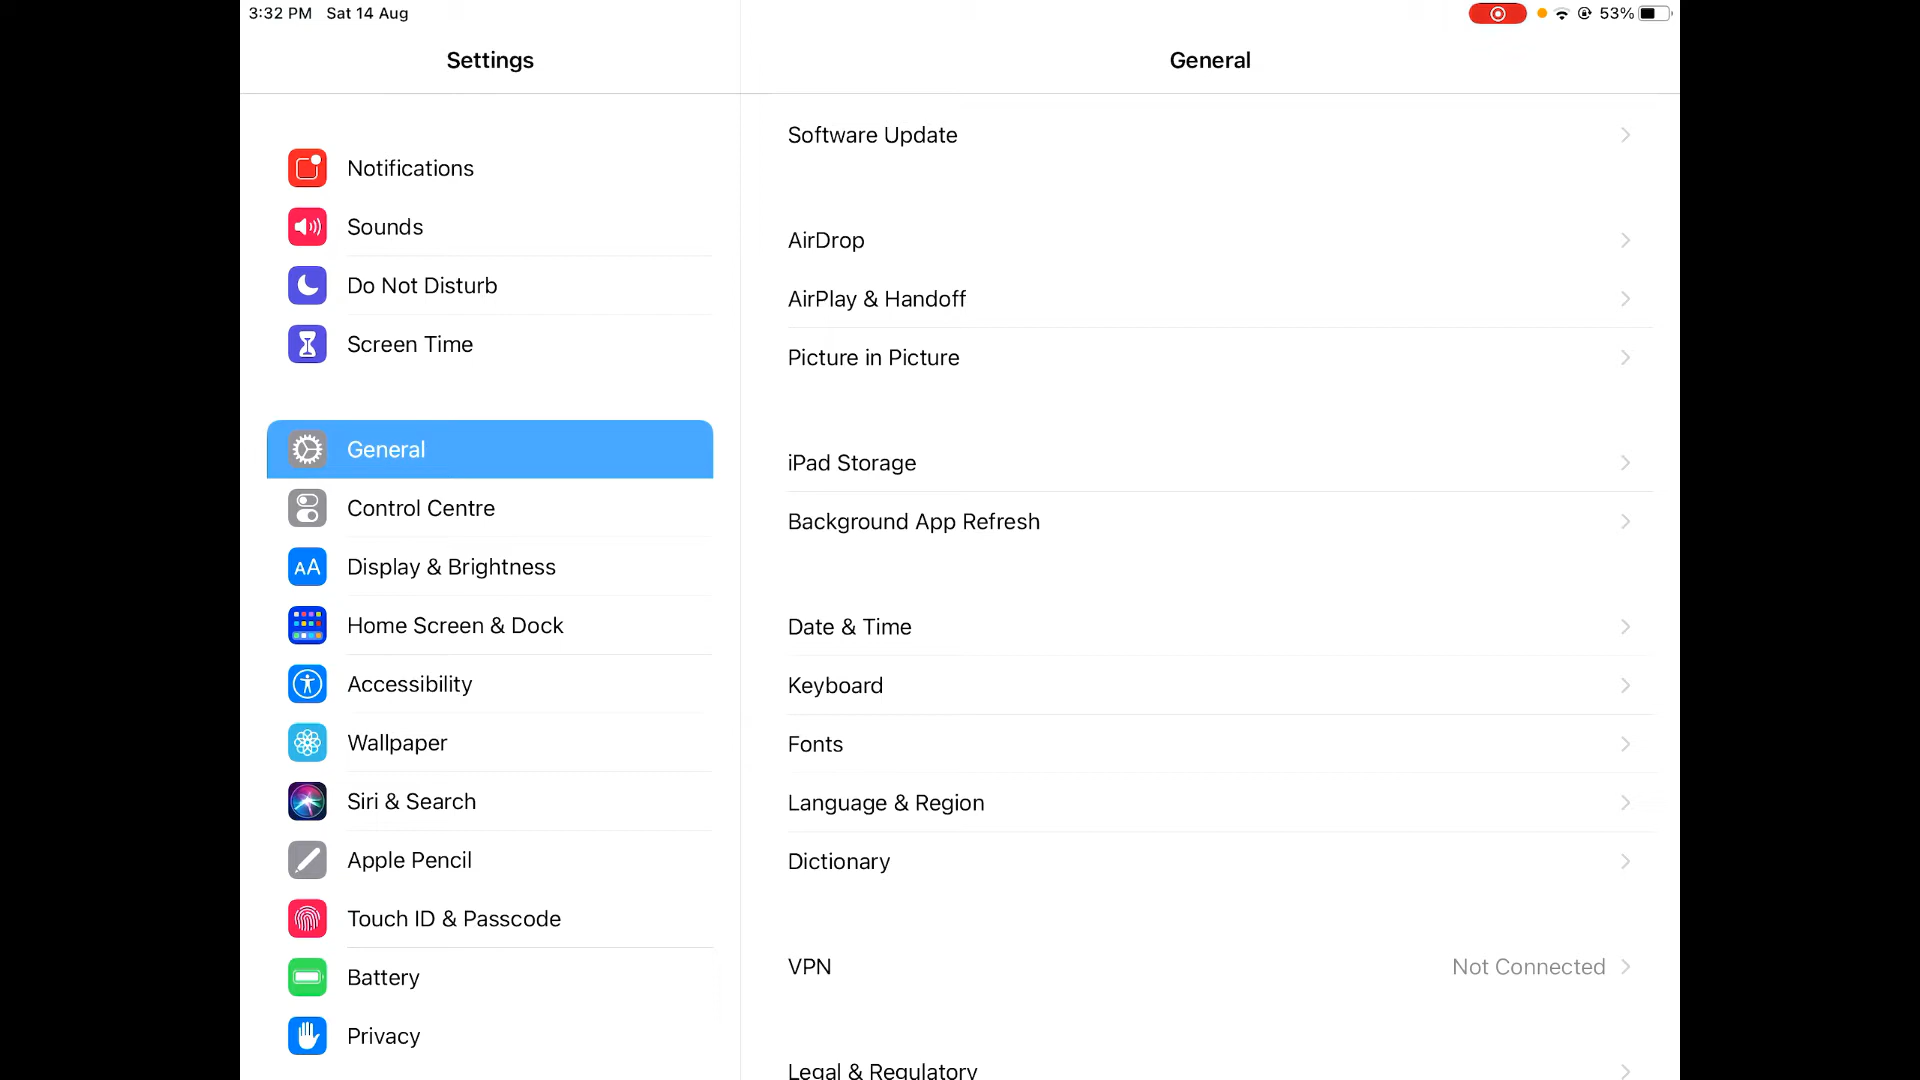 3:32 PM Sat 14 Aug
53%
Settings
Notifications
Sounds
Do Not Disturb
Screen Time
General
Control Centre
AA Display & Brightness
Home Screen & Dock
Accessibility
Wallpaper
Siri & Search
Apple Pencil
Touch ID & Passcode
Battery
Privacy
General
Software Update
AirDrop
AirPlay & Handoff
Picture in Picture
iPad Storage
Background App Refresh
Date & Time
Keyboard
Fonts
Language & Region
Dictionary
VPN Not Connected
Legal & Regulatory